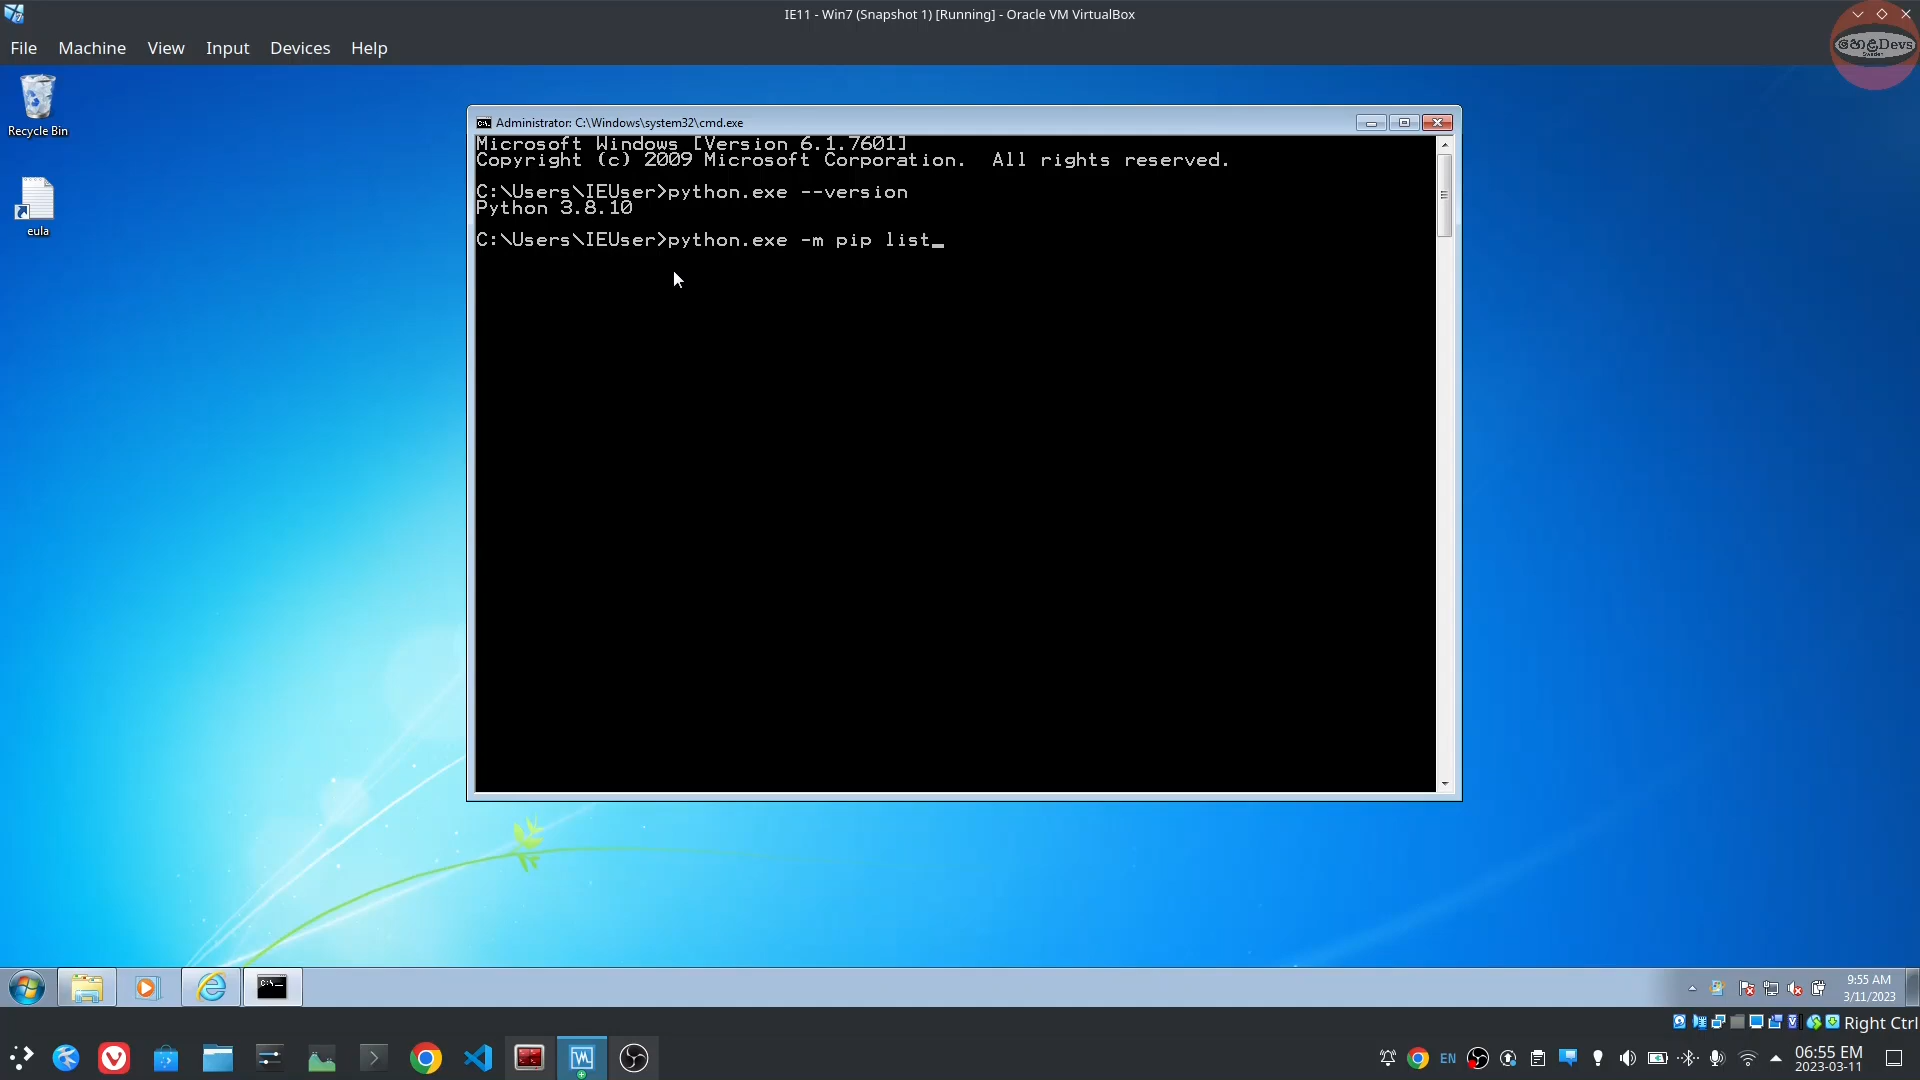 IE11 - Win7 (Snapshot 1) [Running] - Oracle VM VirtualBox
File Machine View Input Devices Help
Recycle Bin
eula
Administrator: C:\Windows\system32\cmd.exe
Microsoft Windows [Version 6.1.7601]
Copyright (c) 2009 Microsoft Corporation.  All rights reserved.
C:\Users\IEUser>python.exe --version
Python 3.8.10
C:\Users\IEUser>python.exe -m pip list_
9:55 AM
3/11/2023
Right Ctrl
EN
06:55 PM
2023-03-11